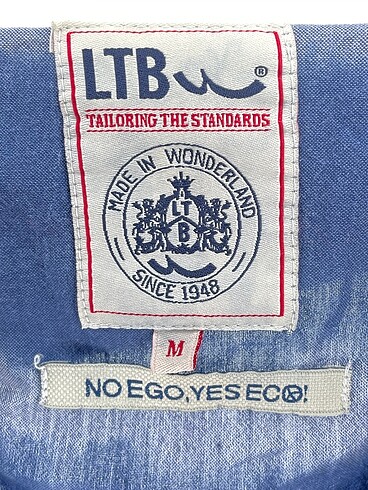 LTB ®
TAILORING THE STANDARDS
MADE IN WONDERLAND
LT
B
SINCE 1948
M
NO EGO, YES ECO!